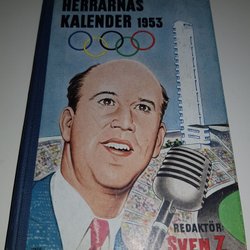 HERRARNAS
KALENDER 1953
REDAKTÖR
SVEN Z